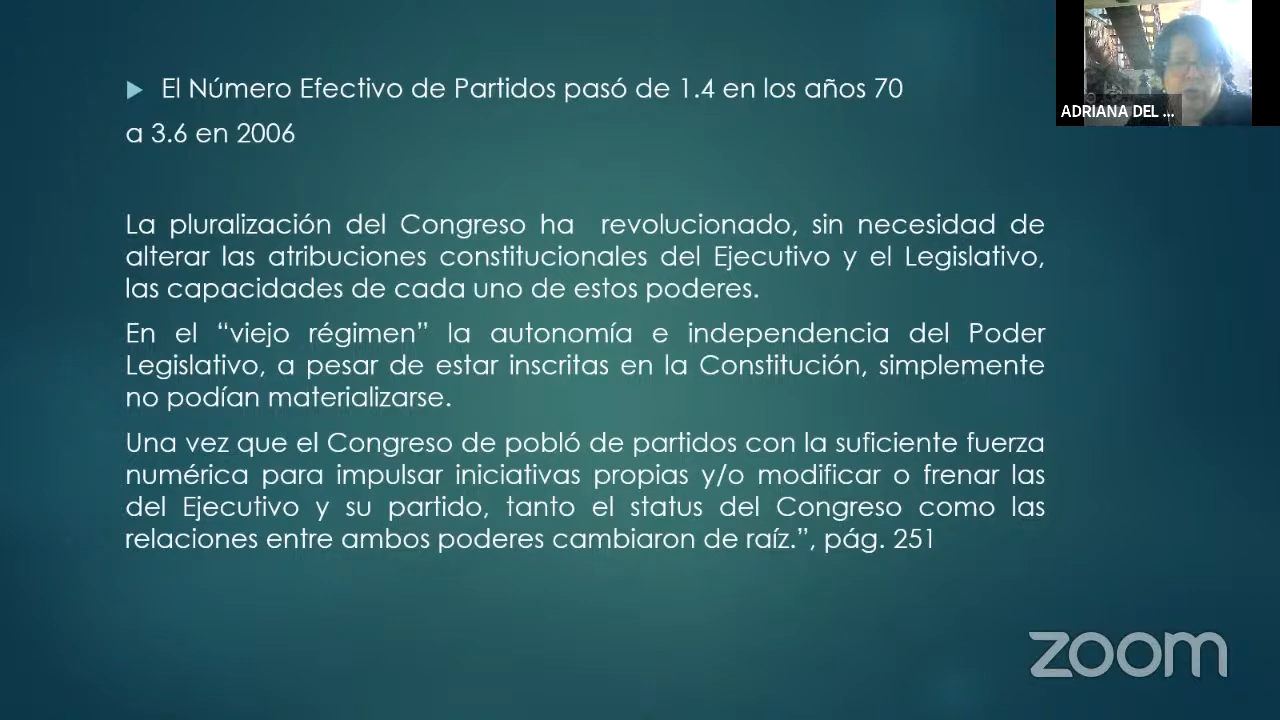 El Número Efectivo de Partidos pasó de 1.4 en los años 70
a 3.6 en 2006
La pluralización del Congreso ha revolucionado, sin necesidad de
alterar las atribuciones constitucionales del Ejecutivo y el Legislativo,
las capacidades de cada uno de estos poderes.
En el “viejo régimen” la autonomía e independencia del Poder
Legislativo, a pesar de estar inscritas en la Constitución, simplemente
no podían materializarse.
Una vez que el Congreso de pobló de partidos con la suficiente fuerza
numérica para impulsar iniciativas propias y/o modificar o frenar las
del Ejecutivo y su partido, tanto el status del Congreso como las
relaciones entre ambos poderes cambiaron de raíz.”, pág. 251
ADRIANA DEL ...
zoom